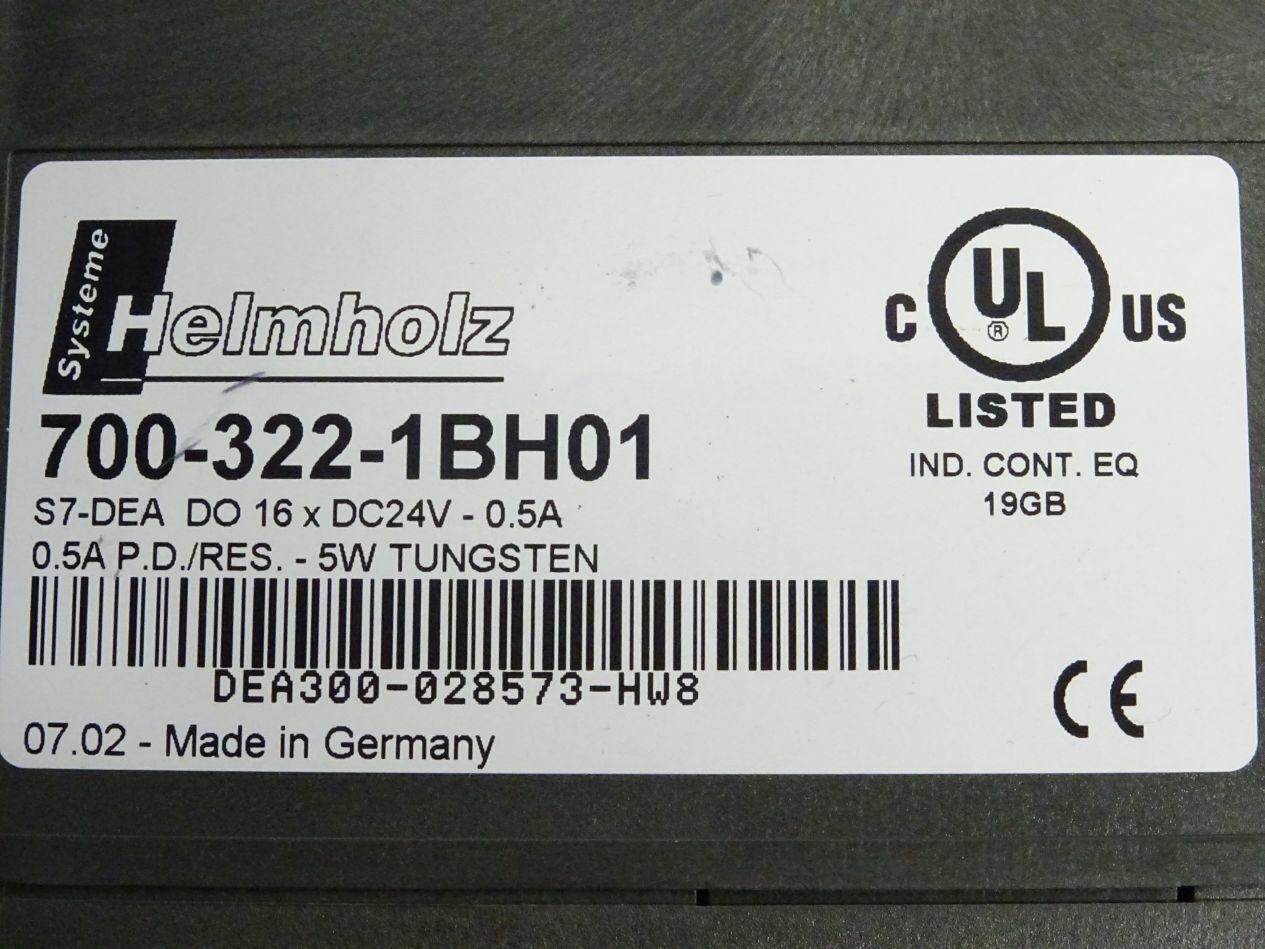 Systeme
Helmholz
700-322-1BH01
S7-DEA DO 16 x DC24V - 0.5A
0.5A P.D./RES. - 5W TUNGSTEN
DEA300-028573-HW8
07.02 - Made in Germany
C UL® US
LISTED
IND. CONT. EQ
19GB
CE